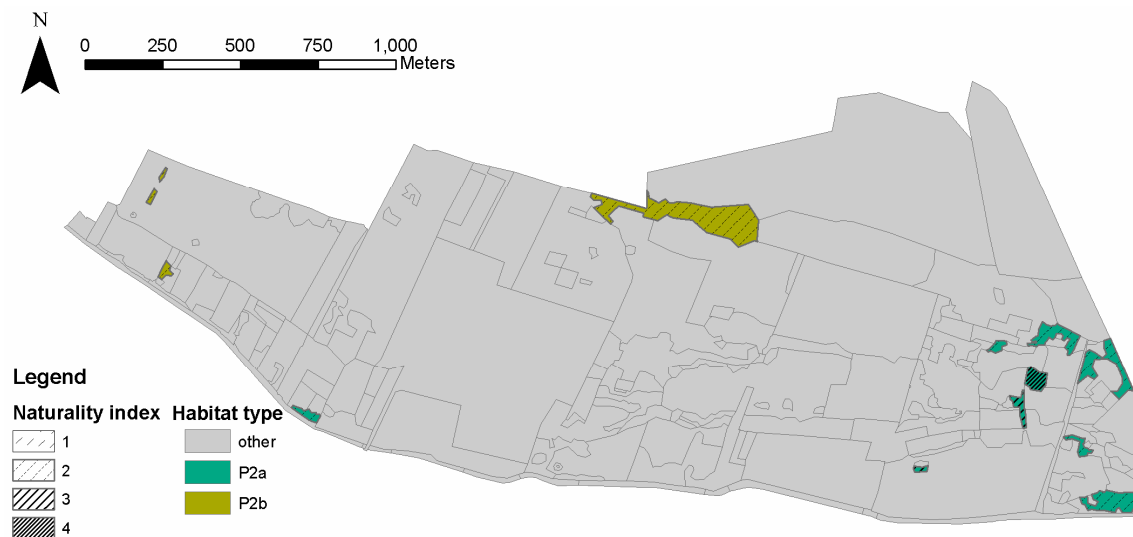 N
0 250 500 750 1,000
Meters
Legend
Naturality index Habitat type
1 other
2 P2a
3 P2b
4